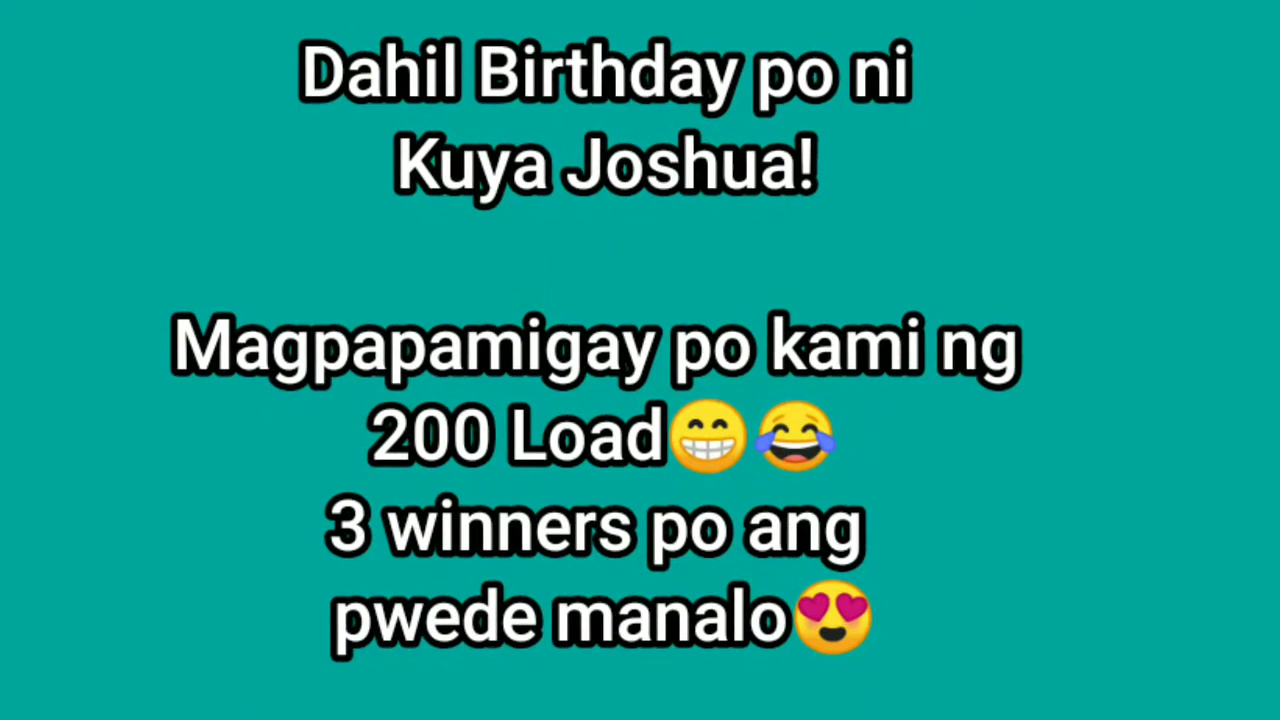 Dahil Birthday po ni
Kuya Joshua!
Magpapamigay po kami ng
200 Load😁😂
3 winners po ang
pwede manalo😍